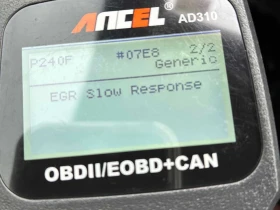 ANCEL
AD310
P240F #07E8 2/2
Generic
EGR Slow Response
OBDII/EOBD+CAN